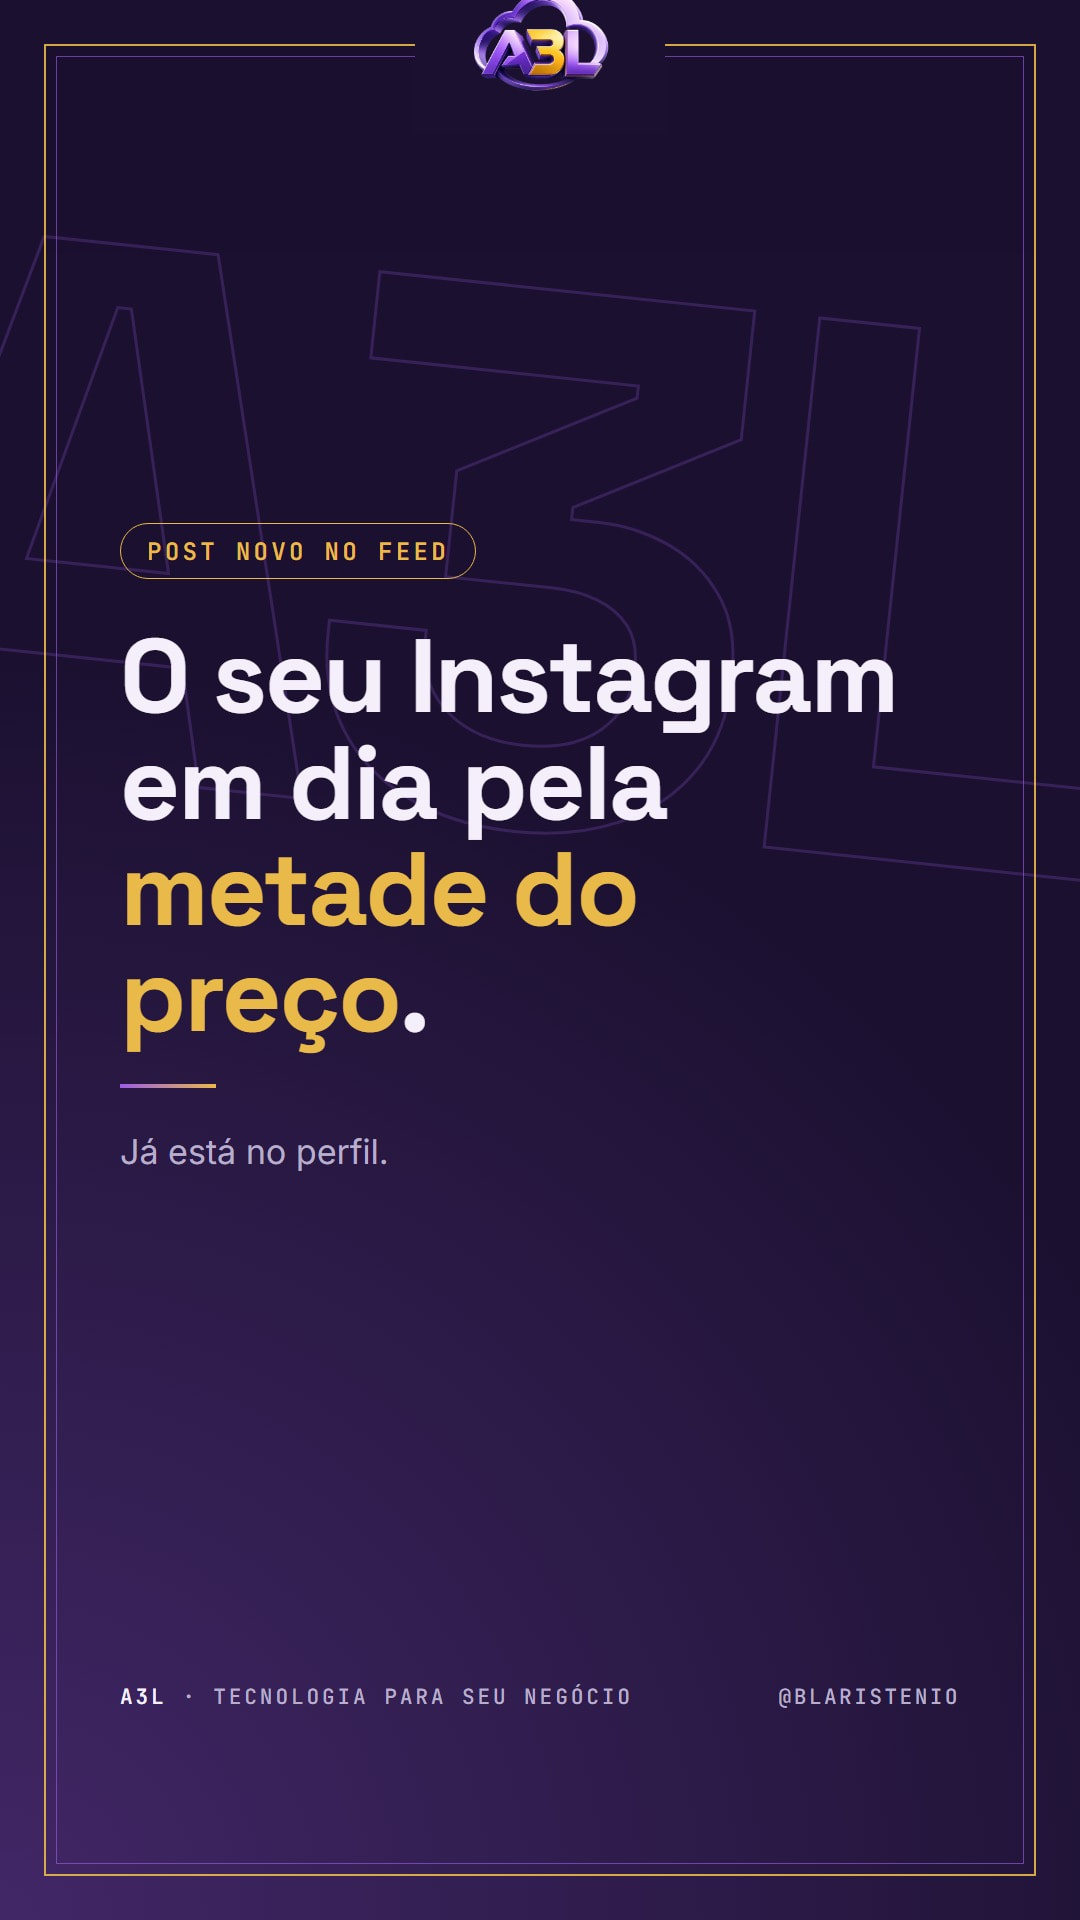 A3L
A3L
POST NOVO NO FEED
O seu Instagram
em dia pela
metade do
preço.
Já está no perfil.
A3L · TECNOLOGIA PARA SEU NEGÓCIO @BLARISTENIO